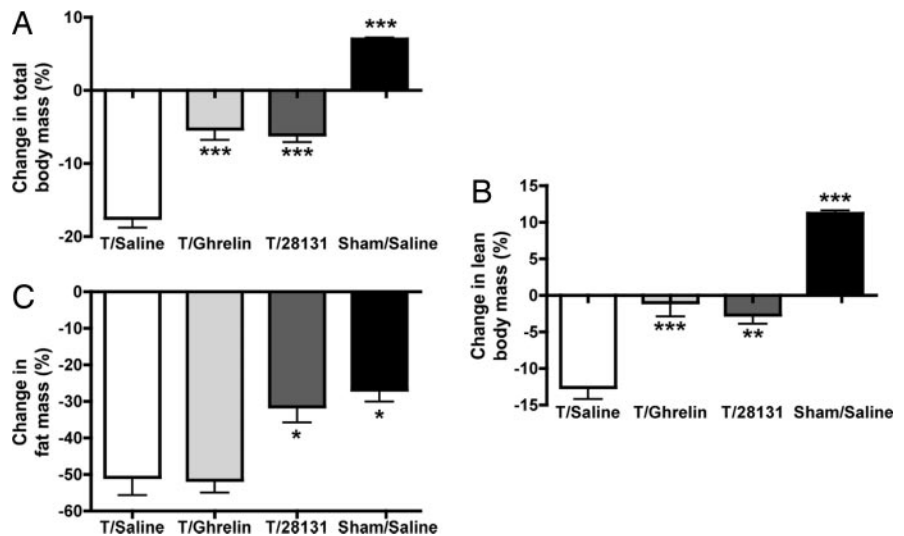 A
Change in total
body mass (%)
10
0
-10
-20
***
***
***
T/Saline T/Ghrelin T/28131 Sham/Saline
B
Change in lean
body mass (%)
15
10
5
0
-5
-10
-15
***
***
**
T/Saline T/Ghrelin T/28131 Sham/Saline
C
Change in
fat mass (%)
0
-10
-20
-30
-40
-50
-60
*
*
T/Saline T/Ghrelin T/28131 Sham/Saline